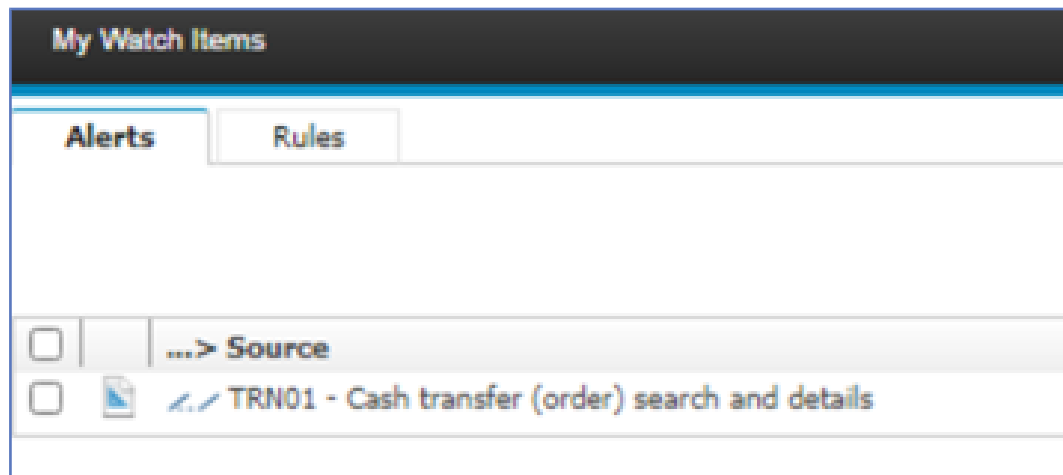 My Watch Items
Alerts Rules
...> Source
TRN01 - Cash transfer (order) search and details